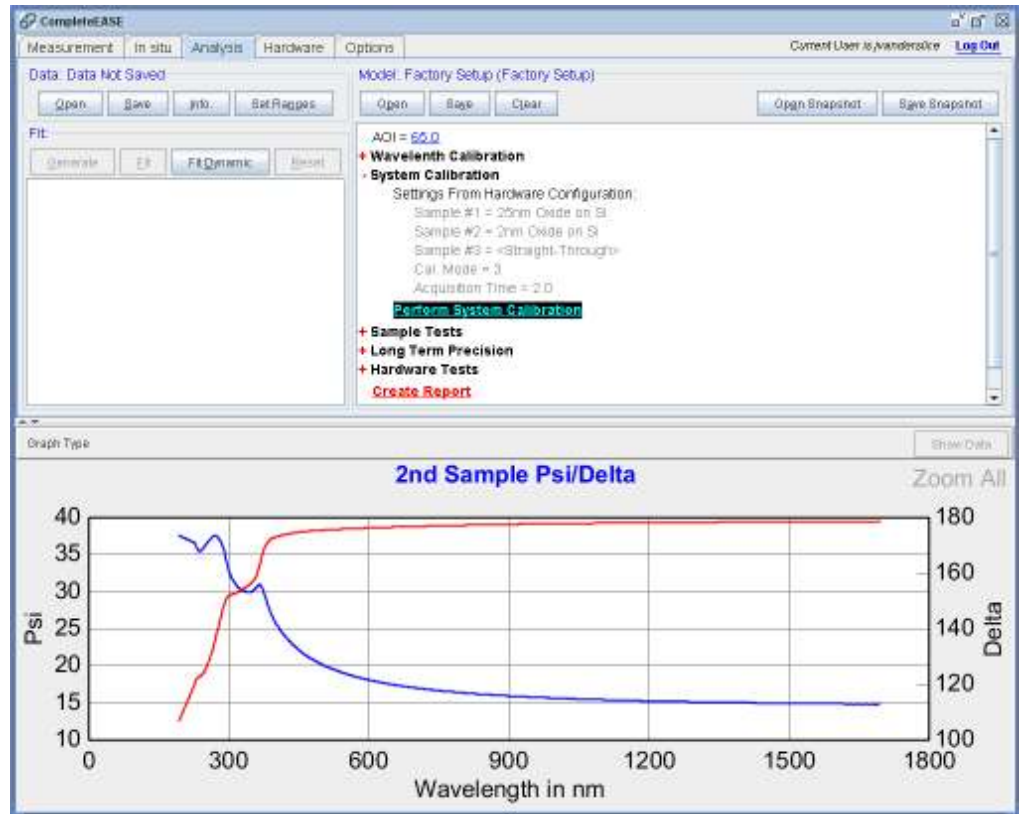 CompleteEASE
Measurement In situ Analysis Hardware Options Current User is jvanderslice Log Out
Data: Data Not Saved
Open Save Info. Set Ranges
Model: Factory Setup (Factory Setup)
Open Save Clear Open Snapshot Save Snapshot
Fit:
Generate Fit Fit Dynamic Reset
AOI = 65.0
+ Wavelenth Calibration
- System Calibration
Settings From Hardware Configuration:
Sample #1 = 25nm Oxide on Si
Sample #2 = 2nm Oxide on Si
Sample #3 = <Straight-Through>
Cal. Mode = 3
Acquisition Time = 2.0
Perform System Calibration
+ Sample Tests
+ Long Term Precision
+ Hardware Tests
Create Report
Graph Type Show Data
2nd Sample Psi/Delta
Zoom All
40 180
35
30 160
25 140
20 120
15
10 100
Psi
Delta
0 300 600 900 1200 1500 1800
Wavelength in nm